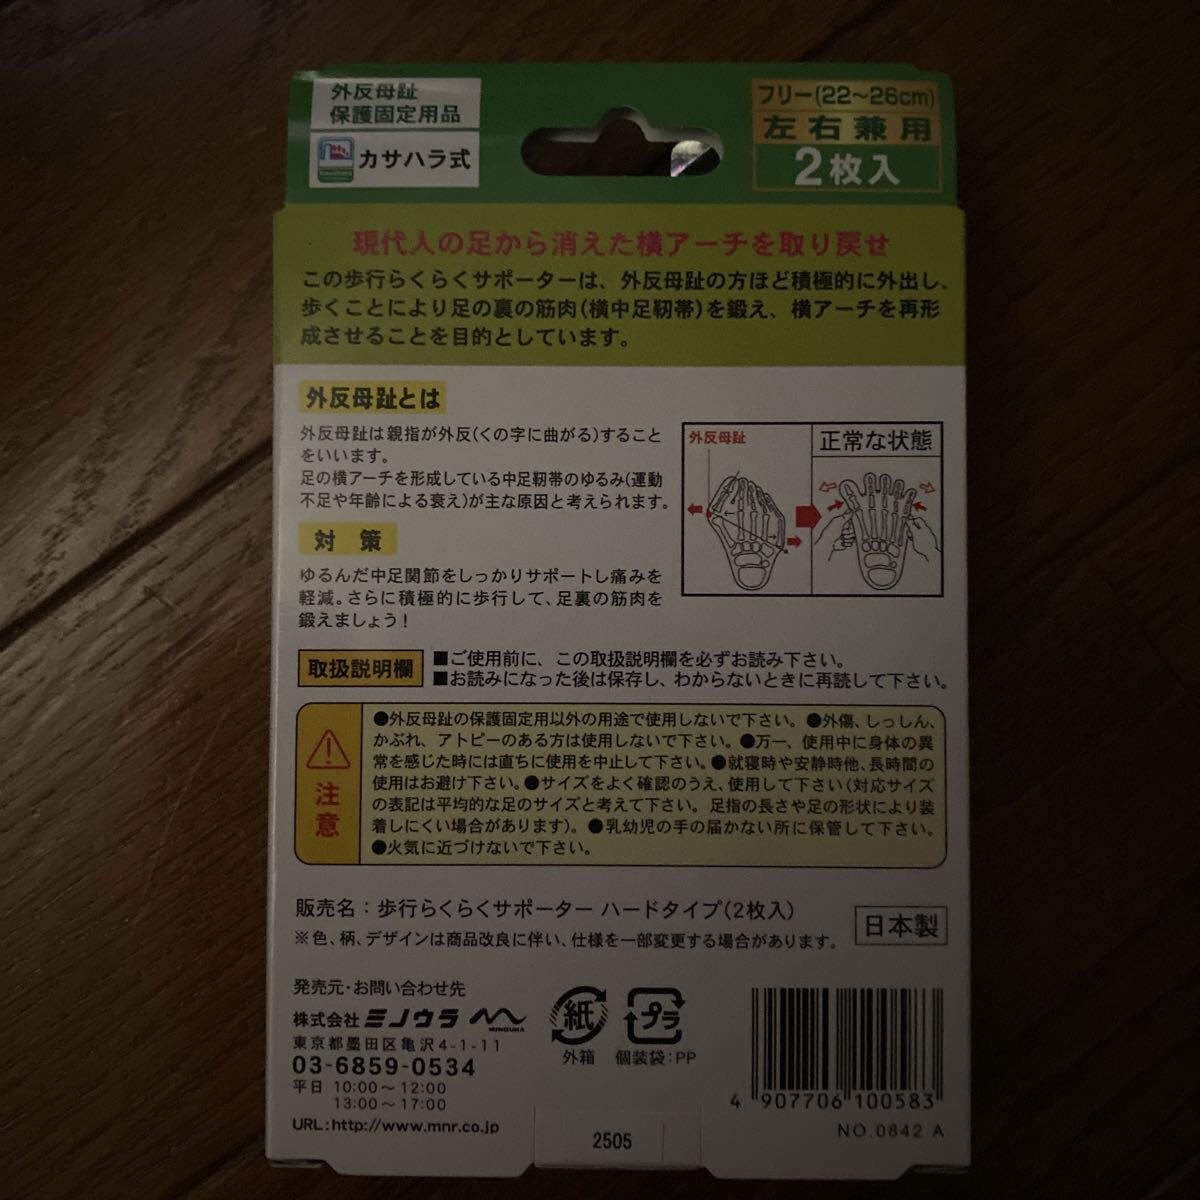 外反母趾
保護固定用品
カサハラ式
フリー(22～26cm)
左右兼用
2枚入
現代人の足から消えた横アーチを取り戻せ
この歩行らくらくサポーターは、外反母趾の方ほど積極的に外出し、
歩くことにより足の裏の筋肉(横中足靭帯)を鍛え、横アーチを再形
成させることを目的としています。
外反母趾とは
外反母趾は親指が外反(くの字に曲がる)すること
をいいます。
足の横アーチを形成している中足靭帯のゆるみ(運動
不足や年齢による衰え)が主な原因と考えられます。
対策
ゆるんだ中足関節をしっかりサポートし痛みを
軽減。さらに積極的に歩行して、足裏の筋肉を
鍛えましょう！
外反母趾
正常な状態
取扱説明欄
■ご使用前に、この取扱説明欄を必ずお読み下さい。
■お読みになった後は保存し、わからないときに再読して下さい。
注意
●外反母趾の保護固定用以外の用途で使用しないで下さい。●外傷、しっしん、
かぶれ、アトピーのある方は使用しないで下さい。●万一、使用中に身体の異
常を感じた時には直ちに使用を中止して下さい。●就寝時や安静時他、長時間の
使用はお避け下さい。●サイズをよく確認のうえ、使用して下さい(対応サイズ
の表記は平均的な足のサイズと考えて下さい。足指の長さや足の形状により装
着しにくい場合があります)。●乳幼児の手の届かない所に保管して下さい。
●火気に近づけないで下さい。
販売名：歩行らくらくサポーター ハードタイプ(2枚入)
※色、柄、デザインは商品改良に伴い、仕様を一部変更する場合があります。
日本製
発売元・お問い合わせ先
株式会社ミノウラ
MINOURA
東京都墨田区亀沢4-1-11
03-6859-0534
平日 10:00～12:00
13:00～17:00
URL:http://www.mnr.co.jp
紙
外箱
プラ
個装袋：PP
4 907706 100583
NO.0842 A
2505